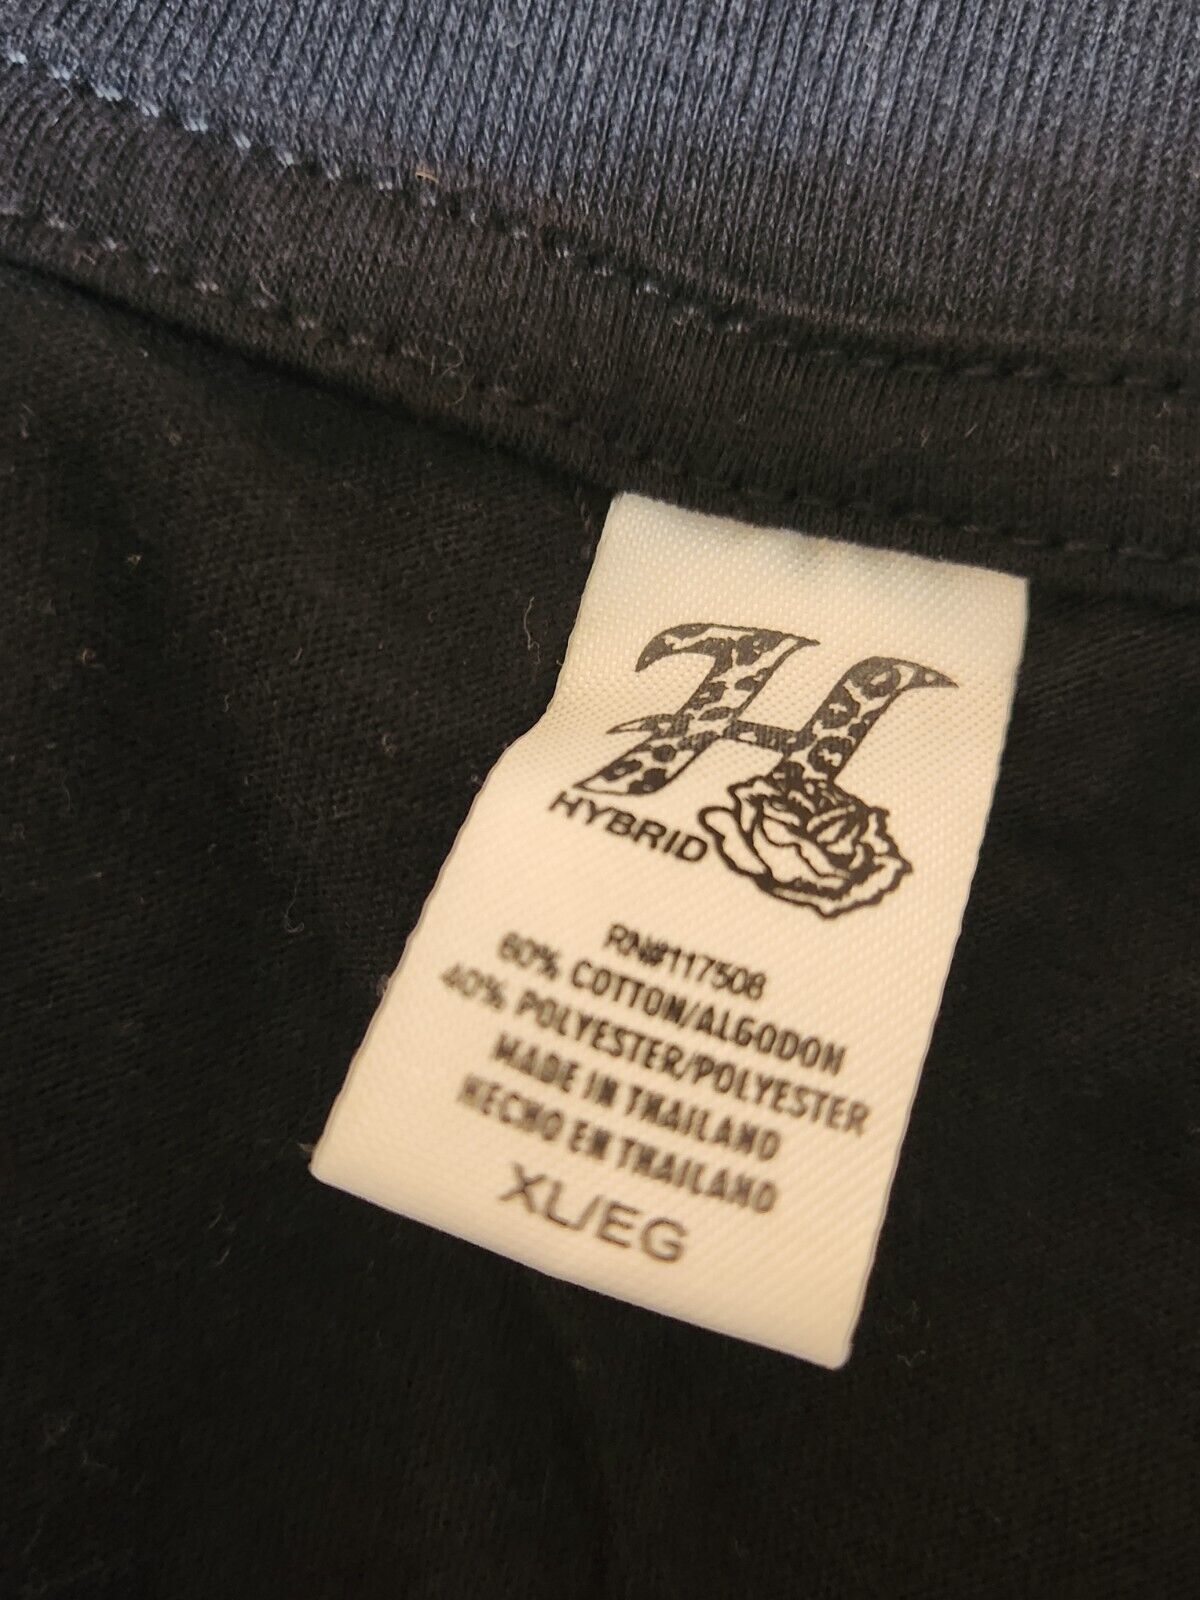 H
HYBRID
RN#117508
60% COTTON/ALGODON
40% POLYESTER/POLYESTER
MADE IN THAILAND
HECHO EN THAILAND
XL/EG